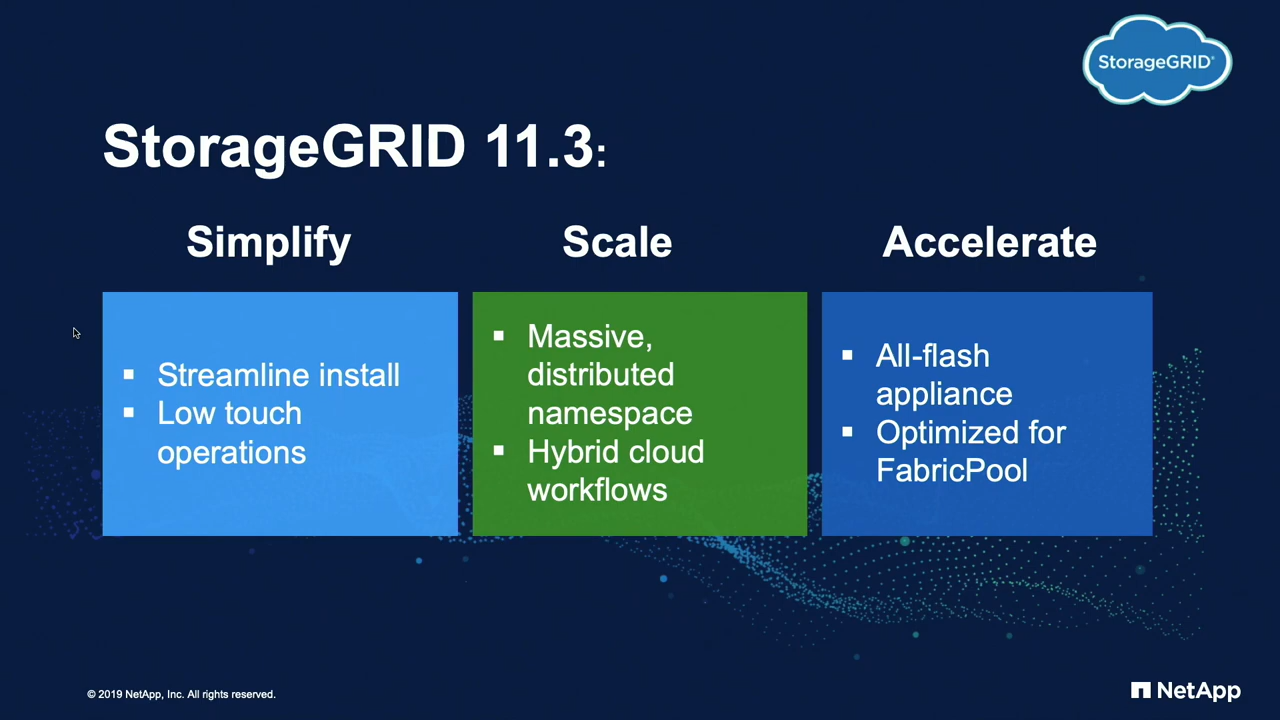 StorageGRID®
StorageGRID 11.3:
Simplify
▪ Streamline install
▪ Low touch
operations
Scale
▪ Massive,
distributed
namespace
▪ Hybrid cloud
workflows
Accelerate
▪ All-flash
appliance
▪ Optimized for
FabricPool
© 2019 NetApp, Inc. All rights reserved.
NetApp